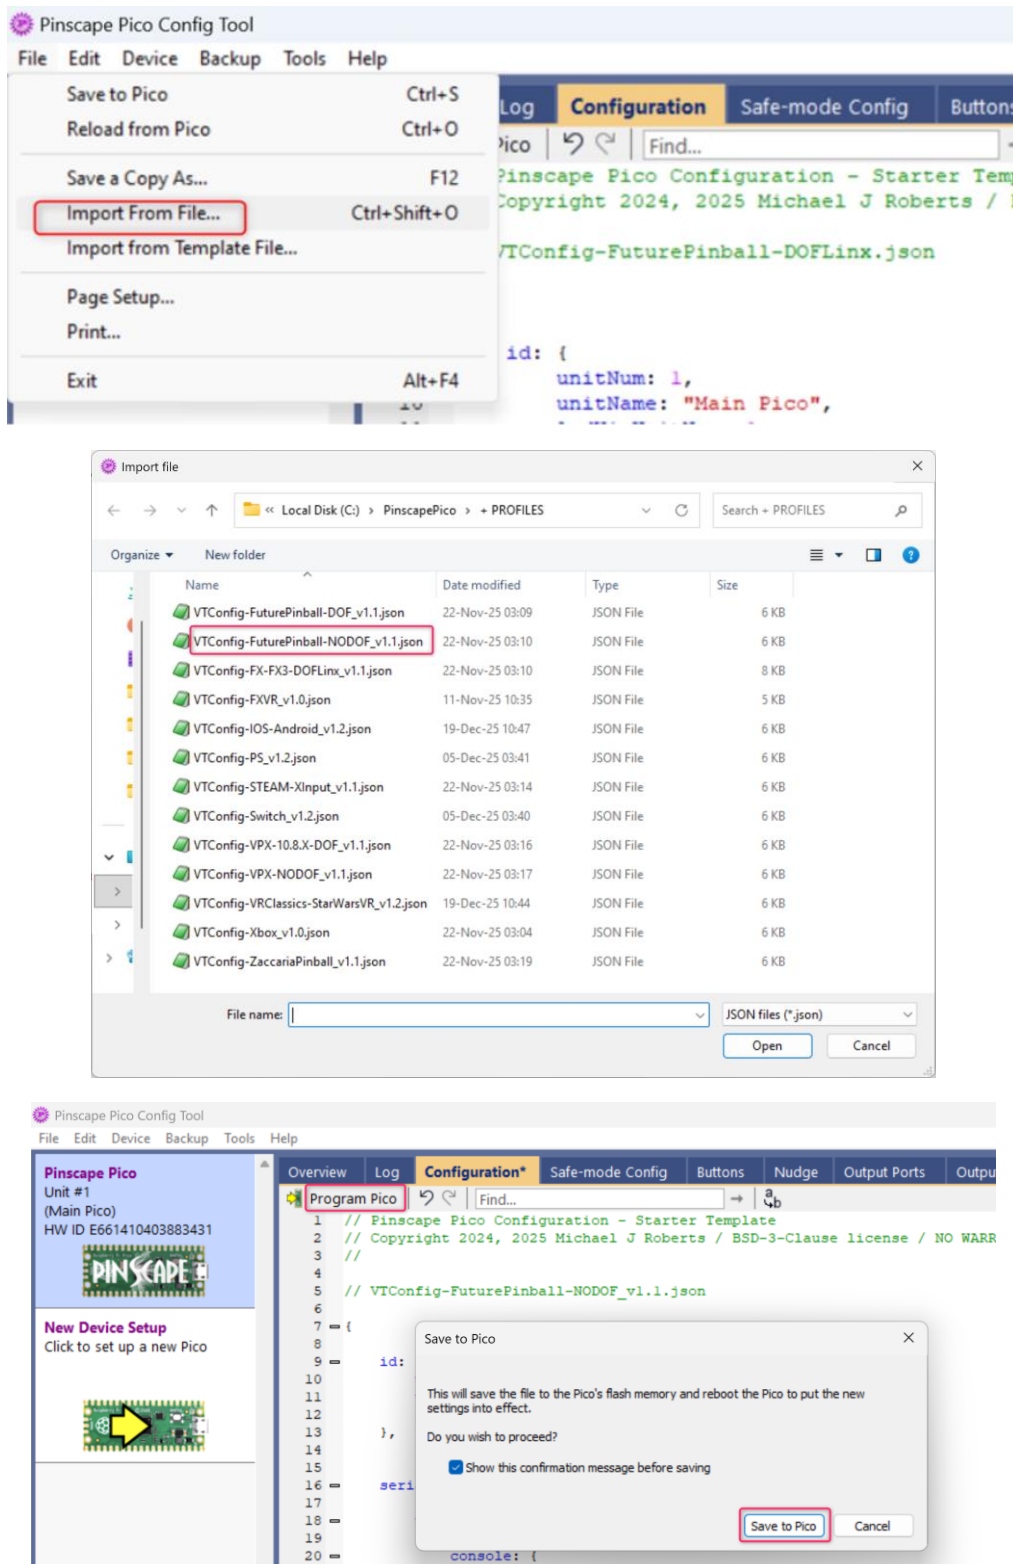 Pinscape Pico Config Tool
File Edit Device Backup Tools Help
Save to Pico Ctrl+S
Reload from Pico Ctrl+O
Save a Copy As... F12
Import From File... Ctrl+Shift+O
Import from Template File...
Page Setup...
Print...
Exit Alt+F4
Log Configuration Safe-mode Config Buttons
Pico Find...
Pinscape Pico Configuration - Starter
Copyright 2024, 2025 Michael J Roberts /
VTConfig-FuturePinball-DOFLinx.json
id: {
unitNum: 1,
unitName: "Main Pico",
Import file
« Local Disk (C:) › PinscapePico › + PROFILES
Search + PROFILES
Organize New folder
Name Date modified Type Size
VTConfig-FuturePinball-DOF_v1.1.json 22-Nov-25 03:09 JSON File 6 KB
VTConfig-FuturePinball-NODOF_v1.1.json 22-Nov-25 03:10 JSON File 6 KB
VTConfig-FX-FX3-DOFLinx_v1.1.json 22-Nov-25 03:10 JSON File 8 KB
VTConfig-FXVR_v1.0.json 11-Nov-25 10:35 JSON File 5 KB
VTConfig-IOS-Android_v1.2.json 19-Dec-25 10:47 JSON File 6 KB
VTConfig-PS_v1.2.json 05-Dec-25 03:41 JSON File 6 KB
VTConfig-STEAM-XInput_v1.1.json 22-Nov-25 03:14 JSON File 6 KB
VTConfig-Switch_v1.2.json 05-Dec-25 03:40 JSON File 6 KB
VTConfig-VPX-10.8.X-DOF_v1.1.json 22-Nov-25 03:16 JSON File 6 KB
VTConfig-VPX-NODOF_v1.1.json 22-Nov-25 03:17 JSON File 6 KB
VTConfig-VRClassics-StarWarsVR_v1.2.json 19-Dec-25 10:44 JSON File 6 KB
VTConfig-Xbox_v1.0.json 22-Nov-25 03:04 JSON File 6 KB
VTConfig-ZaccariaPinball_v1.1.json 22-Nov-25 03:19 JSON File 6 KB
File name: JSON files (*.json)
Open Cancel
Pinscape Pico Config Tool
File Edit Device Backup Tools Help
Pinscape Pico
Unit #1
(Main Pico)
HW ID E661410403883431
PINSCAPE
New Device Setup
Click to set up a new Pico
Overview Log Configuration* Safe-mode Config Buttons Nudge Output Ports Outpu
Program Pico Find...
1 // Pinscape Pico Configuration - Starter Template
2 // Copyright 2024, 2025 Michael J Roberts / BSD-3-Clause license / NO WARR
3 //
4
5 // VTConfig-FuturePinball-NODOF_v1.1.json
6
7 {
8
9 id:
10
11
12
13 },
14
15
16 seri
17
18
19
20 console: {
Save to Pico
This will save the file to the Pico's flash memory and reboot the Pico to put the new
settings into effect.
Do you wish to proceed?
Show this confirmation message before saving
Save to Pico Cancel